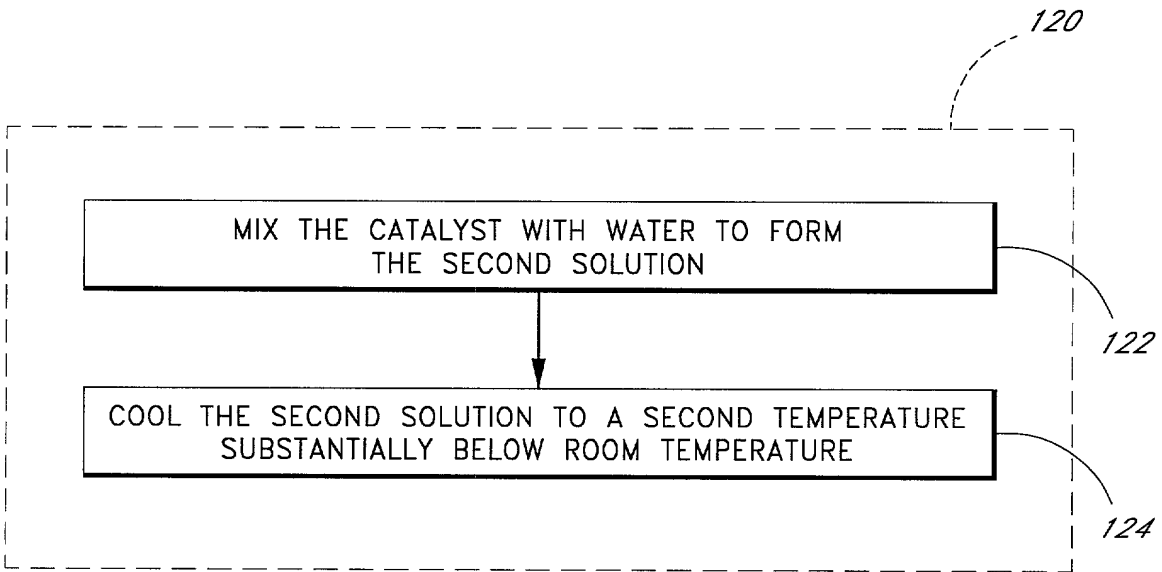 120
MIX THE CATALYST WITH WATER TO FORM
THE SECOND SOLUTION
122
COOL THE SECOND SOLUTION TO A SECOND TEMPERATURE
SUBSTANTIALLY BELOW ROOM TEMPERATURE
124